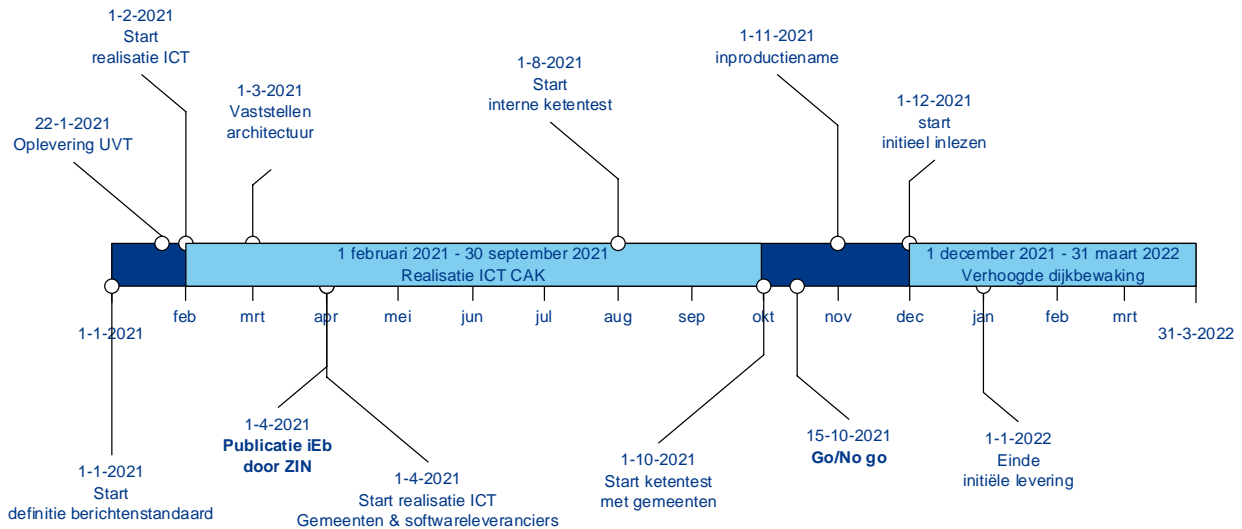 1-2-2021
Start
realisatie ICT
22-1-2021
Oplevering UVT
1-3-2021
Vaststellen
architectuur
1-8-2021
Start
interne ketentest
1-11-2021
inproductiename
1-12-2021
start
initieel inlezen
1 februari 2021 - 30 september 2021
Realisatie ICT CAK
1 december 2021 - 31 maart 2022
Verhoogde dijkbewaking
1-1-2021
feb
mrt
apr
mei
jun
jul
aug
sep
okt
nov
dec
jan
feb
mrt
31-3-2022
1-1-2021
Start
definitie berichtenstandaard
1-4-2021
Publicatie iEb
door ZIN
1-4-2021
Start realisatie ICT
Gemeenten & softwareleveranciers
1-10-2021
Start ketentest
met gemeenten
15-10-2021
Go/No go
1-1-2022
Einde
initiële levering